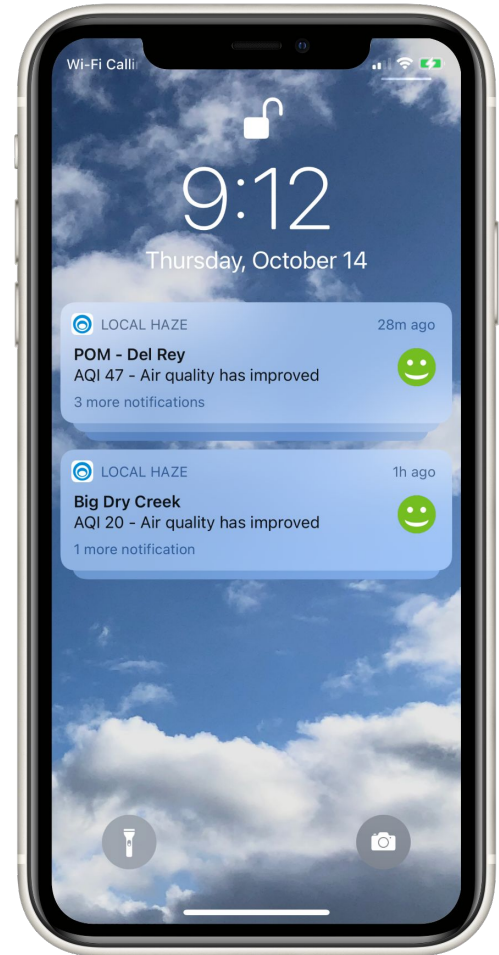 Wi-Fi Calli
9:12
Thursday, October 14
LOCAL HAZE 28m ago
POM - Del Rey
AQI 47 - Air quality has improved
3 more notifications
LOCAL HAZE 1h ago
Big Dry Creek
AQI 20 - Air quality has improved
1 more notification